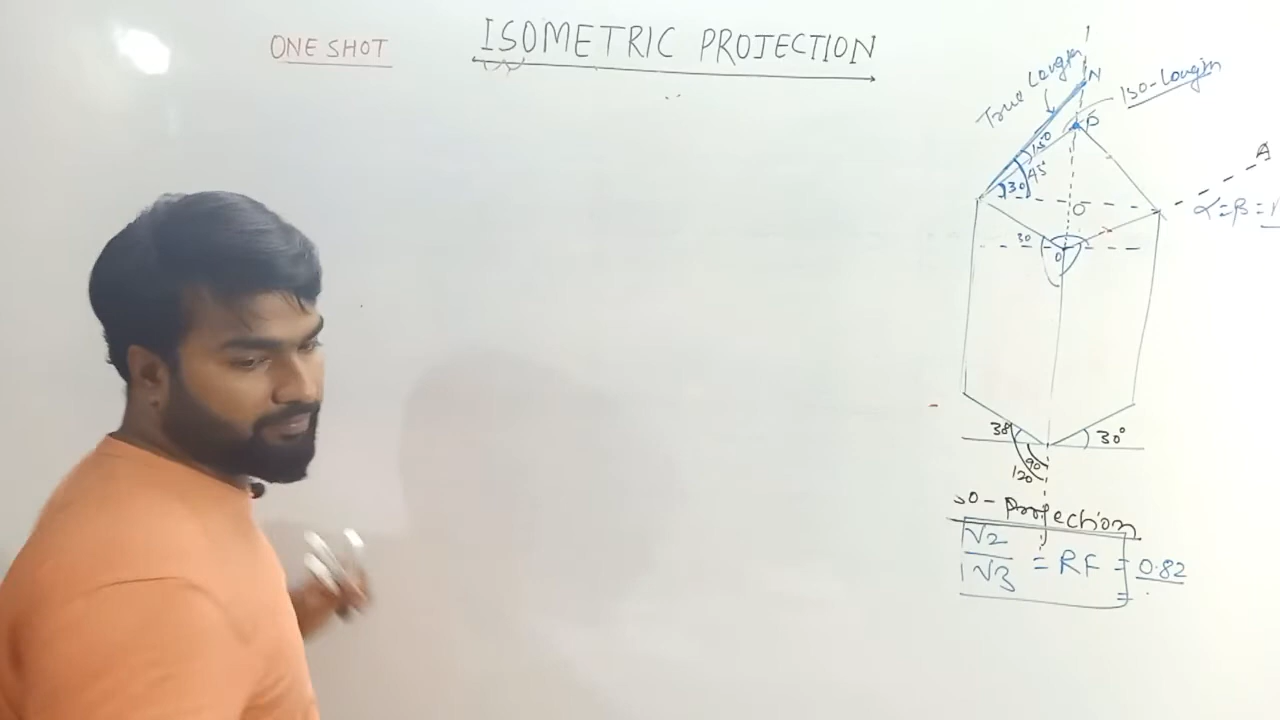 ONE SHOT
ISOMETRIC PROJECTION
True Length
N
ISO-Length
P
150
45°
30
A
O
α=β=
30
O
38
30°
90
120
O-Projection
√2/√3 = RF = 0.82